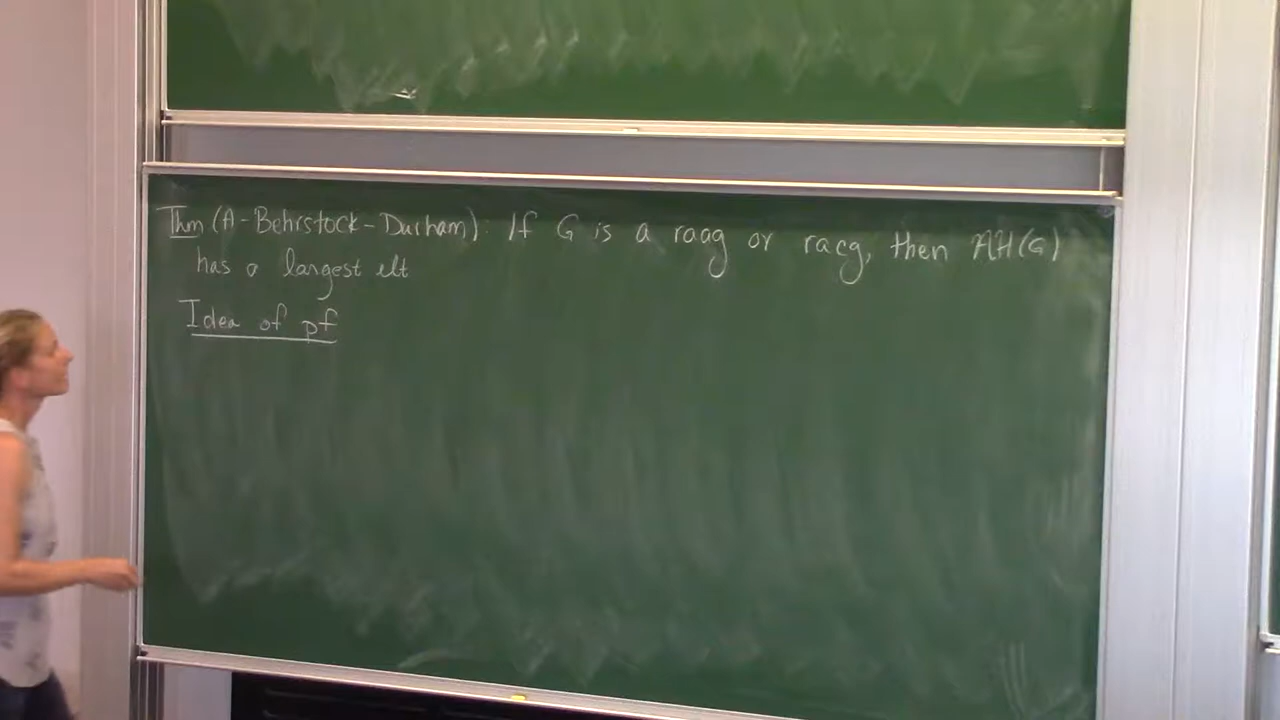 Thm (A-Behrstock-Durham): If G is a raag or racg, then AH(G)
has a largest elt
Idea of pf